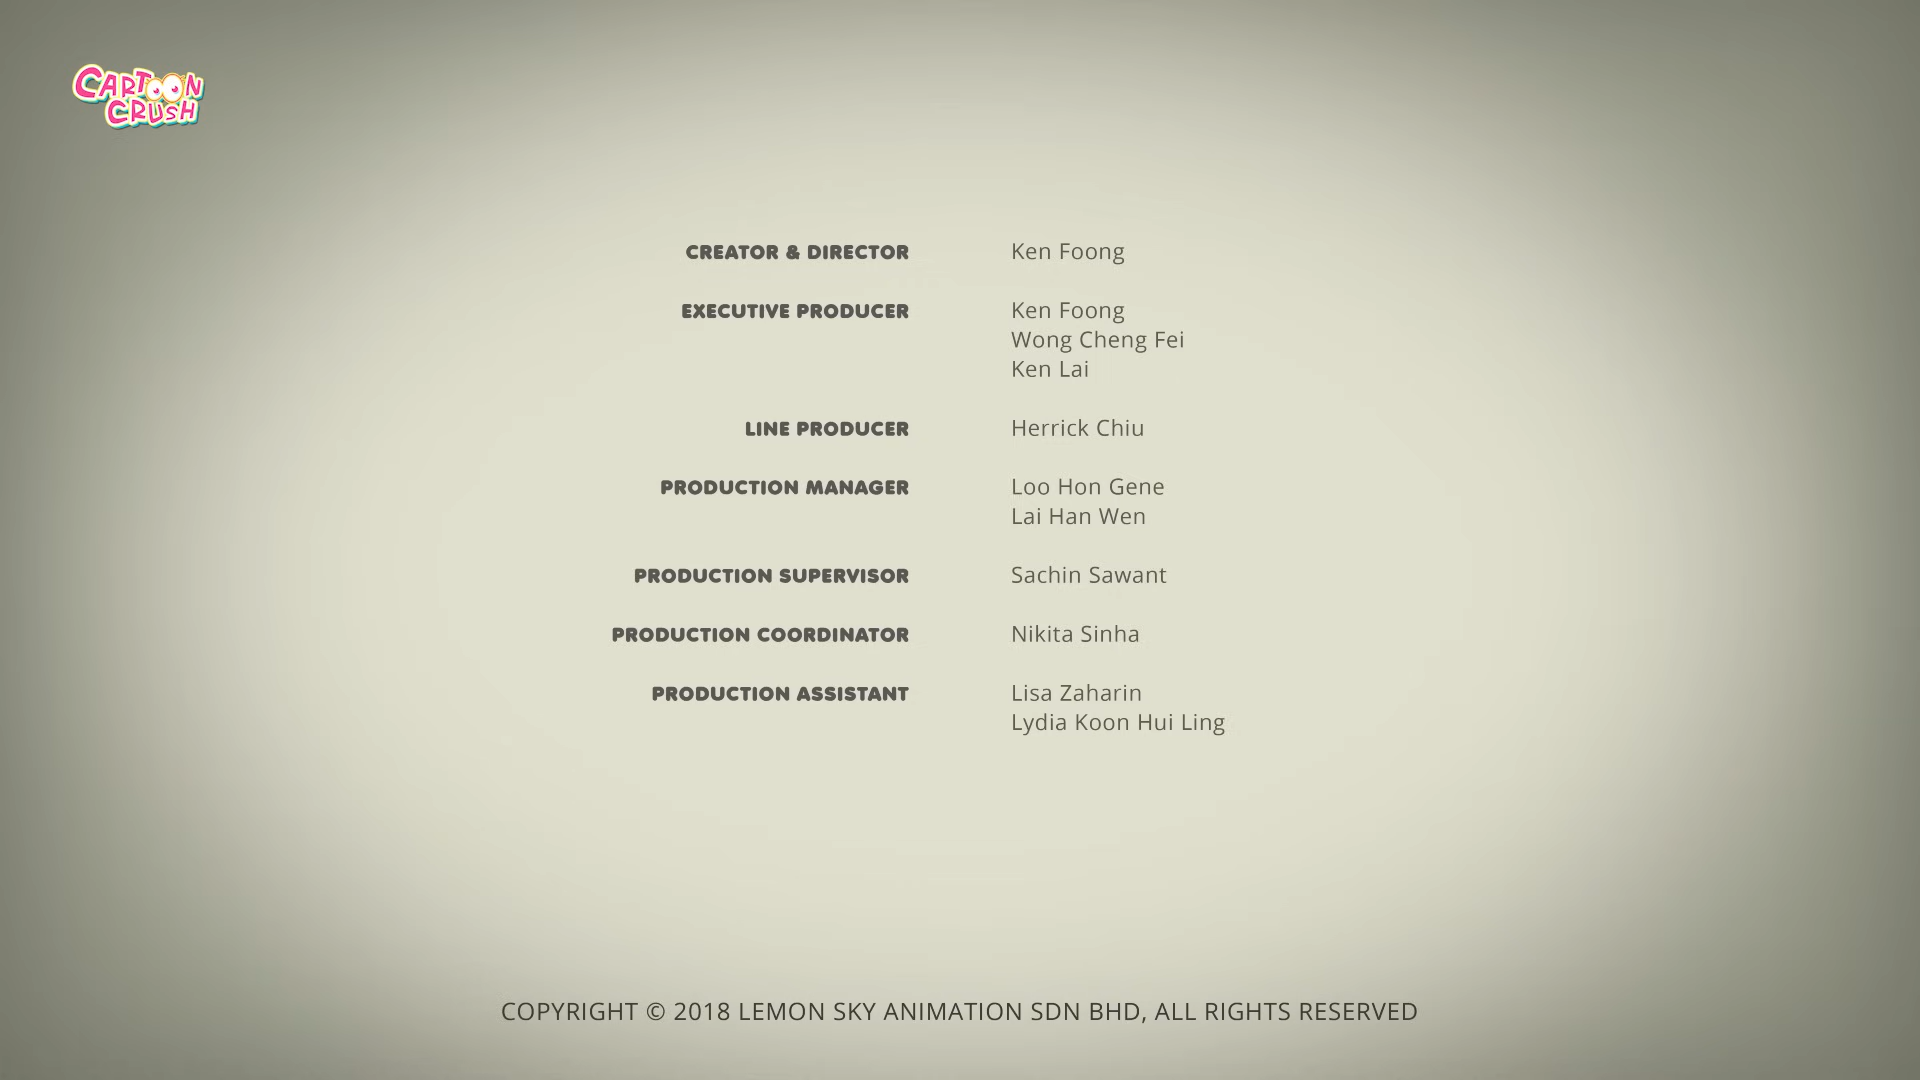 CARTOON
CRUSH
CREATOR & DIRECTOR Ken Foong
EXECUTIVE PRODUCER Ken Foong
Wong Cheng Fei
Ken Lai
LINE PRODUCER Herrick Chiu
PRODUCTION MANAGER Loo Hon Gene
Lai Han Wen
PRODUCTION SUPERVISOR Sachin Sawant
PRODUCTION COORDINATOR Nikita Sinha
PRODUCTION ASSISTANT Lisa Zaharin
Lydia Koon Hui Ling
COPYRIGHT © 2018 LEMON SKY ANIMATION SDN BHD, ALL RIGHTS RESERVED